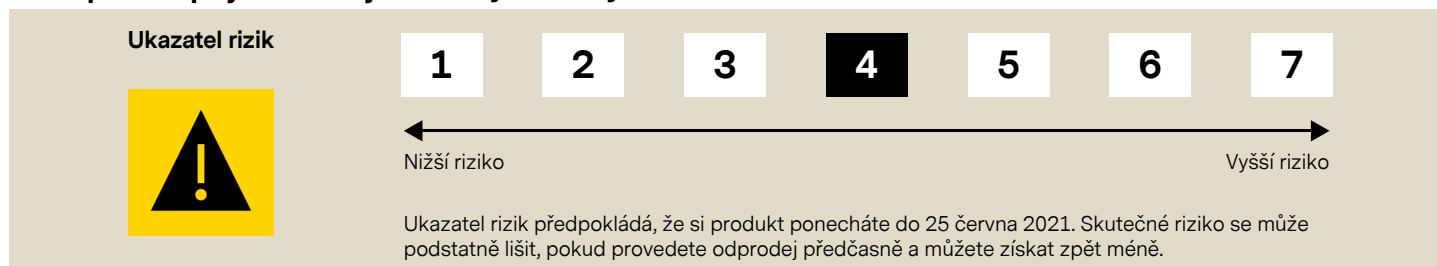 Ukazatel rizik
1 2 3 4 5 6 7
Nižší riziko Vyšší riziko
Ukazatel rizik předpokládá, že si produkt ponecháte do 25 června 2021. Skutečné riziko se může
podstatně lišit, pokud provedete odprodej předčasně a můžete získat zpět méně.